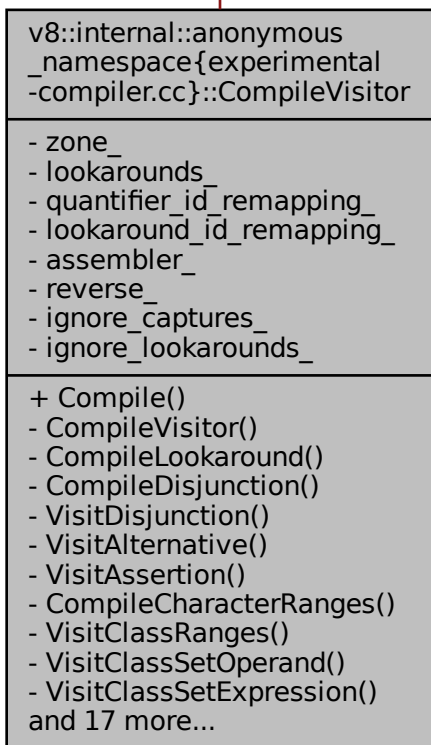 v8::internal::anonymous
_namespace{experimental
-compiler.cc}::CompileVisitor
- zone_
- lookarounds_
- quantifier_id_remapping_
- lookaround_id_remapping_
- assembler_
- reverse_
- ignore_captures_
- ignore_lookarounds_
+ Compile()
- CompileVisitor()
- CompileLookaround()
- CompileDisjunction()
- VisitDisjunction()
- VisitAlternative()
- VisitAssertion()
- CompileCharacterRanges()
- VisitClassRanges()
- VisitClassSetOperand()
- VisitClassSetExpression()
and 17 more...